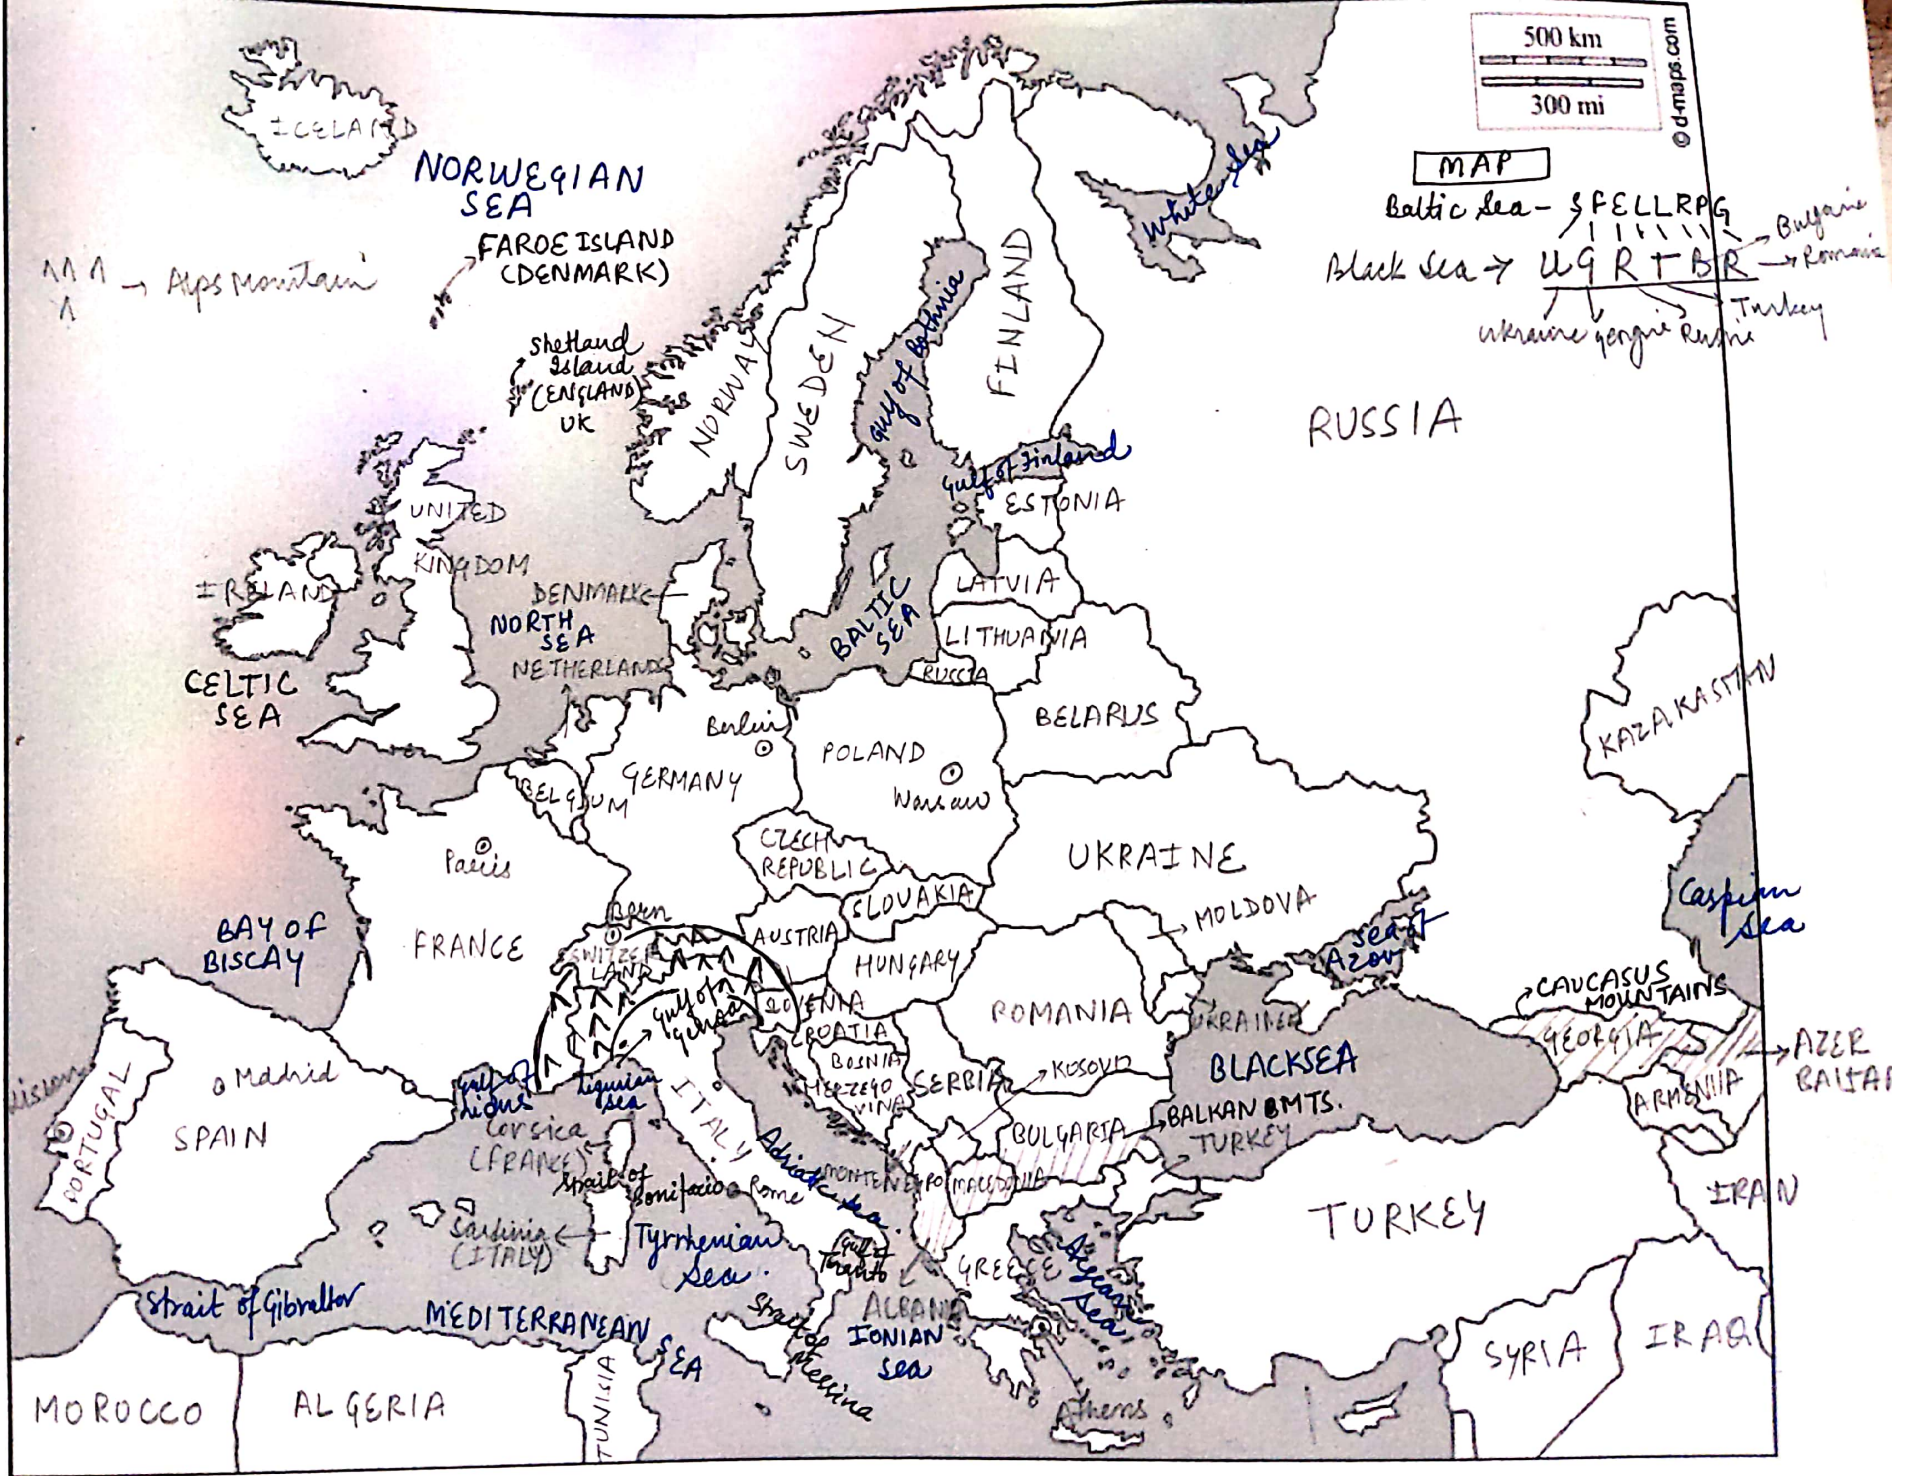 500 km
300 mi
© d-maps.com
MAP
Baltic Sea - SFELLRPG
Black Sea → UGRTBR
Bulgaria
Romania
Turkey
Ukraine Georgia Russia
ICELAND
NORWEGIAN
SEA
FAROE ISLAND
(DENMARK)
→ Alps Mountain
Shetland
Island
(ENGLAND)
UK
NORWAY
SWEDEN
FINLAND
Gulf of Bothnia
Gulf of Finland
White Sea
RUSSIA
ESTONIA
LATVIA
LITHUANIA
RUSSIA
BELARUS
BALTIC
SEA
UNITED
KINGDOM
IRELAND
CELTIC
SEA
DENMARK
NORTH
SEA
NETHERLANDS
BELGIUM
Berlin
GERMANY
POLAND
Warsaw
CZECH
REPUBLIC
SLOVAKIA
UKRAINE
MOLDOVA
KAZAKASTAN
Caspian
Sea
Sea of
Azov
Paris
FRANCE
BAY OF
BISCAY
Bern
SWITZER
LAND
AUSTRIA
HUNGARY
ROMANIA
UKRAINE
BLACKSEA
CAUCASUS
MOUNTAINS
GEORGIA
AZER
BAIJAN
ARMENIIA
IRAN
Gulf of
Genoa
SLOVENIA
CROATIA
BOSNIA
HERZEGO
VINA
SERBIA
KOSOVO
BULGARIA
BALKAN MTS.
TURKEY
MACEDONIA
Gulf of
Lions
Ligurian
Sea
ITALY
Adriatic Sea
Corsica
(FRANCE)
Strait of
Bonifacio
Rome
Sardinia
(ITALY)
Tyrrhenian
Sea.
Gulf of
Taranto
ALBANIA
IONIAN
Sea
GREECE
Aegean
Sea
Athens
TURKEY
SYRIA
IRAQ
Madrid
SPAIN
PORTUGAL
Strait of Gibraltor
MEDITERRANEAN
SEA
Strait of
Messina
MOROCCO
ALGERIA
TUNISIA